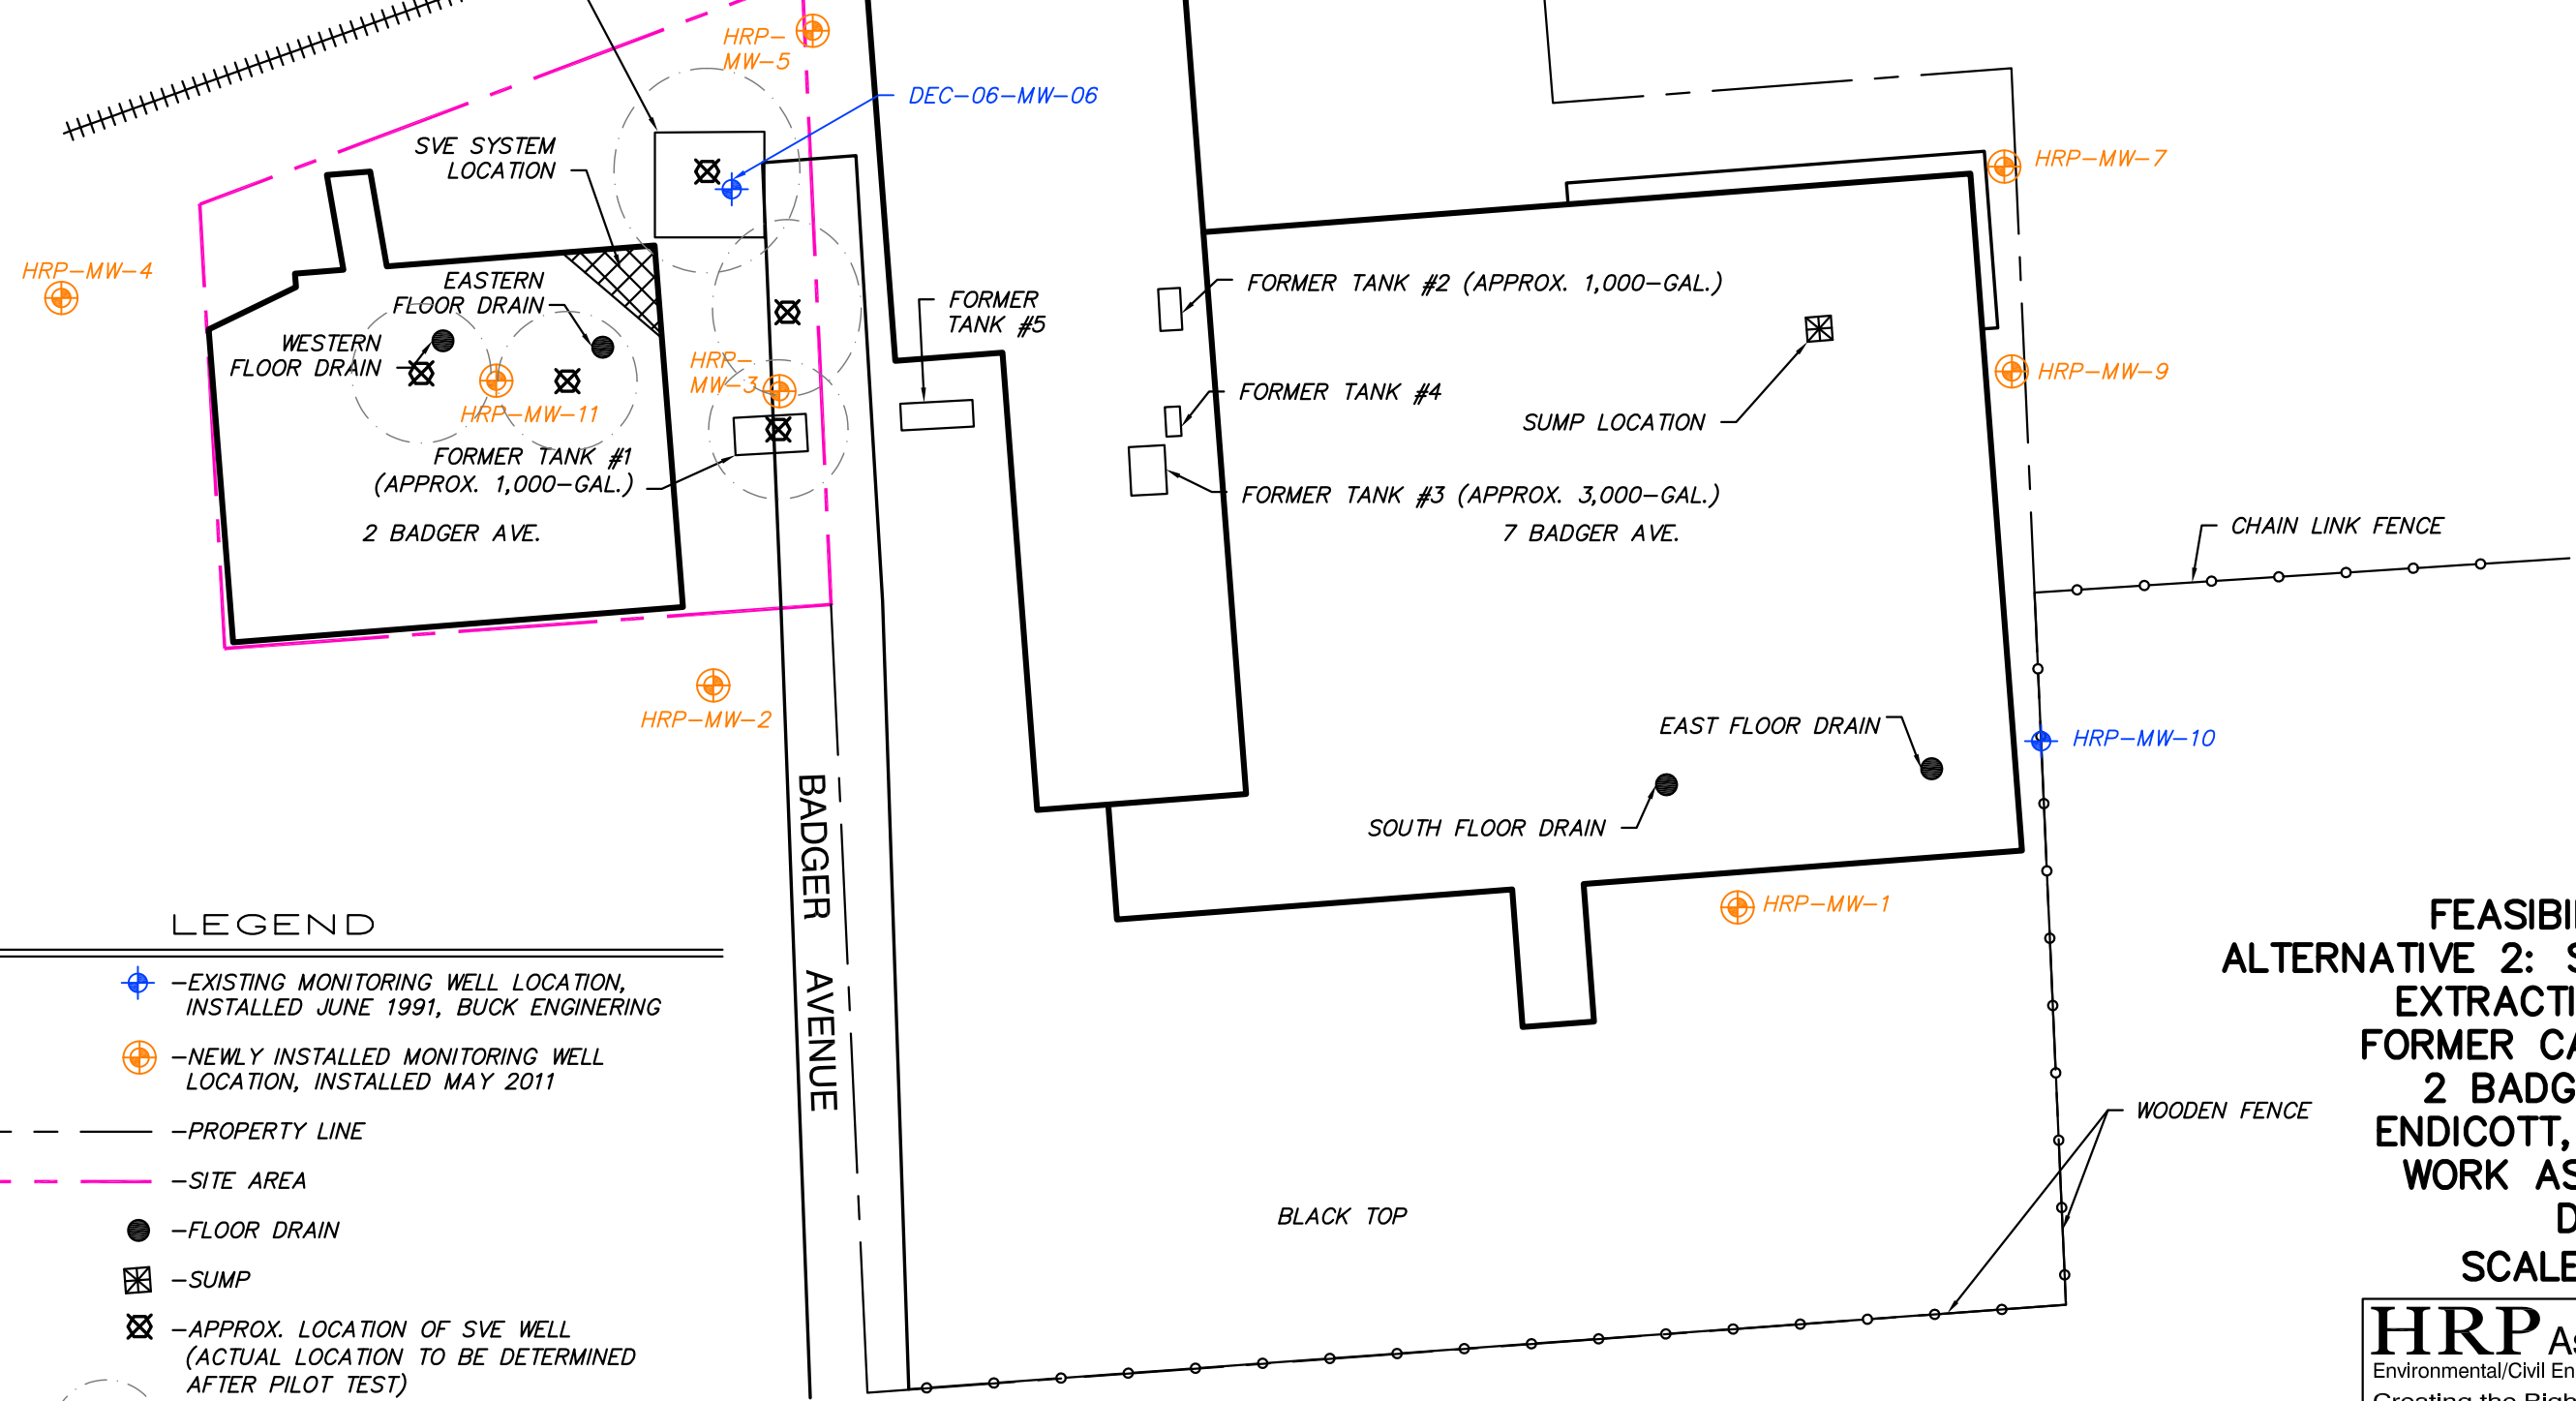 HRP-
MW-5
DEC-06-MW-06
SVE SYSTEM
LOCATION
HRP-MW-7
HRP-MW-4
EASTERN
FLOOR DRAIN
WESTERN
FLOOR DRAIN
HRP-
MW-3
HRP-MW-11
FORMER
TANK #5
FORMER TANK #2 (APPROX. 1,000-GAL.)
FORMER TANK #4
HRP-MW-9
SUMP LOCATION
FORMER TANK #1
(APPROX. 1,000-GAL.)
FORMER TANK #3 (APPROX. 3,000-GAL.)
2 BADGER AVE.
7 BADGER AVE.
CHAIN LINK FENCE
HRP-MW-2
EAST FLOOR DRAIN
HRP-MW-10
SOUTH FLOOR DRAIN
BADGER AVENUE
HRP-MW-1
WOODEN FENCE
BLACK TOP
LEGEND
-EXISTING MONITORING WELL LOCATION,
INSTALLED JUNE 1991, BUCK ENGINERING
-NEWLY INSTALLED MONITORING WELL
LOCATION, INSTALLED MAY 2011
-PROPERTY LINE
-SITE AREA
-FLOOR DRAIN
-SUMP
-APPROX. LOCATION OF SVE WELL
(ACTUAL LOCATION TO BE DETERMINED
AFTER PILOT TEST)
FEASIBI
ALTERNATIVE 2: S
EXTRACTI
FORMER CA
2 BADG
ENDICOTT,
WORK AS
D
SCALE
HRP As
Environmental/Civil En